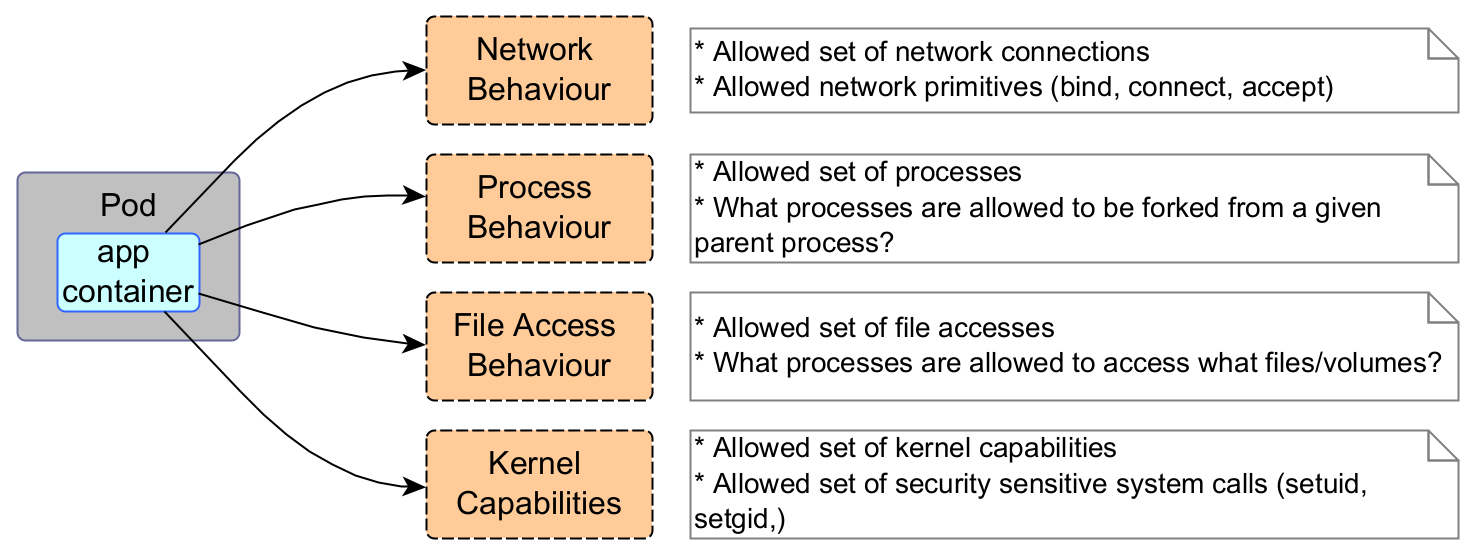 Network
Behaviour
* Allowed set of network connections
* Allowed network primitives (bind, connect, accept)
Pod
app
container
Process
Behaviour
* Allowed set of processes
* What processes are allowed to be forked from a given
parent process?
File Access
Behaviour
* Allowed set of file accesses
* What processes are allowed to access what files/volumes?
Kernel
Capabilities
* Allowed set of kernel capabilities
* Allowed set of security sensitive system calls (setuid,
setgid,)